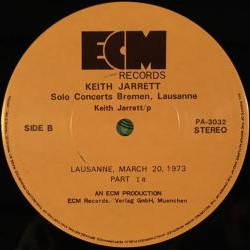 ECM
RECORDS
KEITH JARRETT
Solo Concerts Bremen, Lausanne
Keith Jarrett/p
PA-3032
SIDE B
STEREO
LAUSANNE, MARCH 20, 1973
PART Ia
AN ECM PRODUCTION
ECM Records/Verlag GmbH, Muenchen